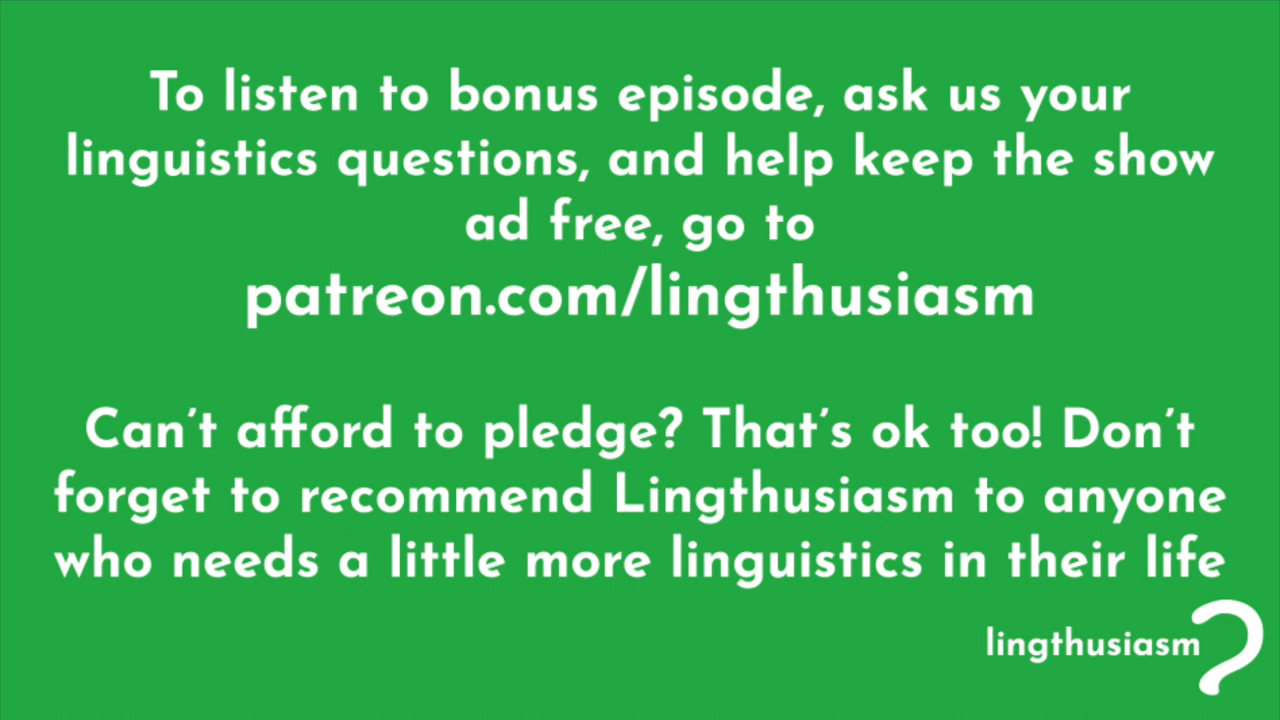 To listen to bonus episode, ask us your
linguistics questions, and help keep the show
ad free, go to
patreon.com/lingthusiasm
Can’t afford to pledge? That’s ok too! Don’t
forget to recommend Lingthusiasm to anyone
who needs a little more linguistics in their life
lingthusiasm